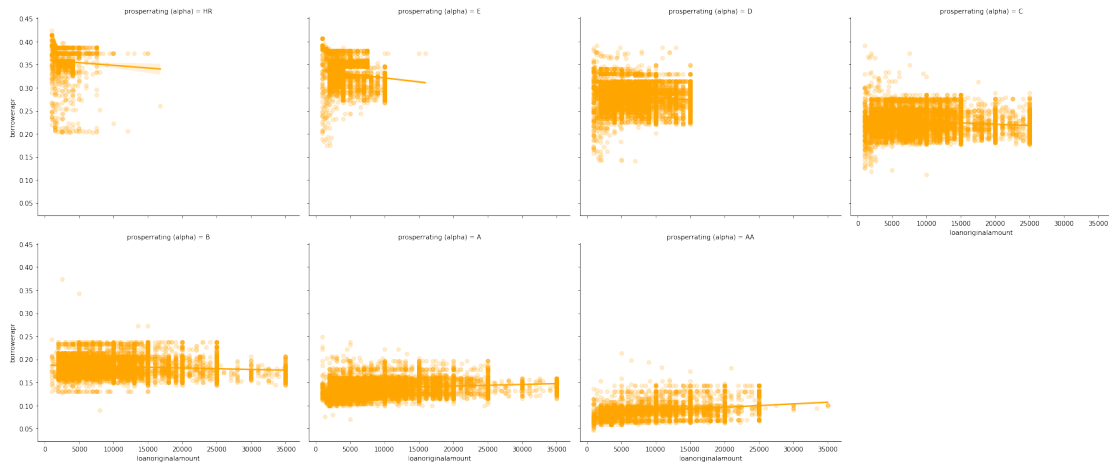 prosperrating (alpha) = HR
prosperrating (alpha) = E
prosperrating (alpha) = D
prosperrating (alpha) = C
0.45
0.40
0.35
0.30
0.25
0.20
0.15
0.10
0.05
borrowerapr
0 5000 10000 15000 20000 25000 30000 35000
loanoriginalamount
prosperrating (alpha) = B
prosperrating (alpha) = A
prosperrating (alpha) = AA
0.45
0.40
0.35
0.30
0.25
0.20
0.15
0.10
0.05
borrowerapr
0 5000 10000 15000 20000 25000 30000 35000
0 5000 10000 15000 20000 25000 30000 35000
0 5000 10000 15000 20000 25000 30000 35000
loanoriginalamount
loanoriginalamount
loanoriginalamount